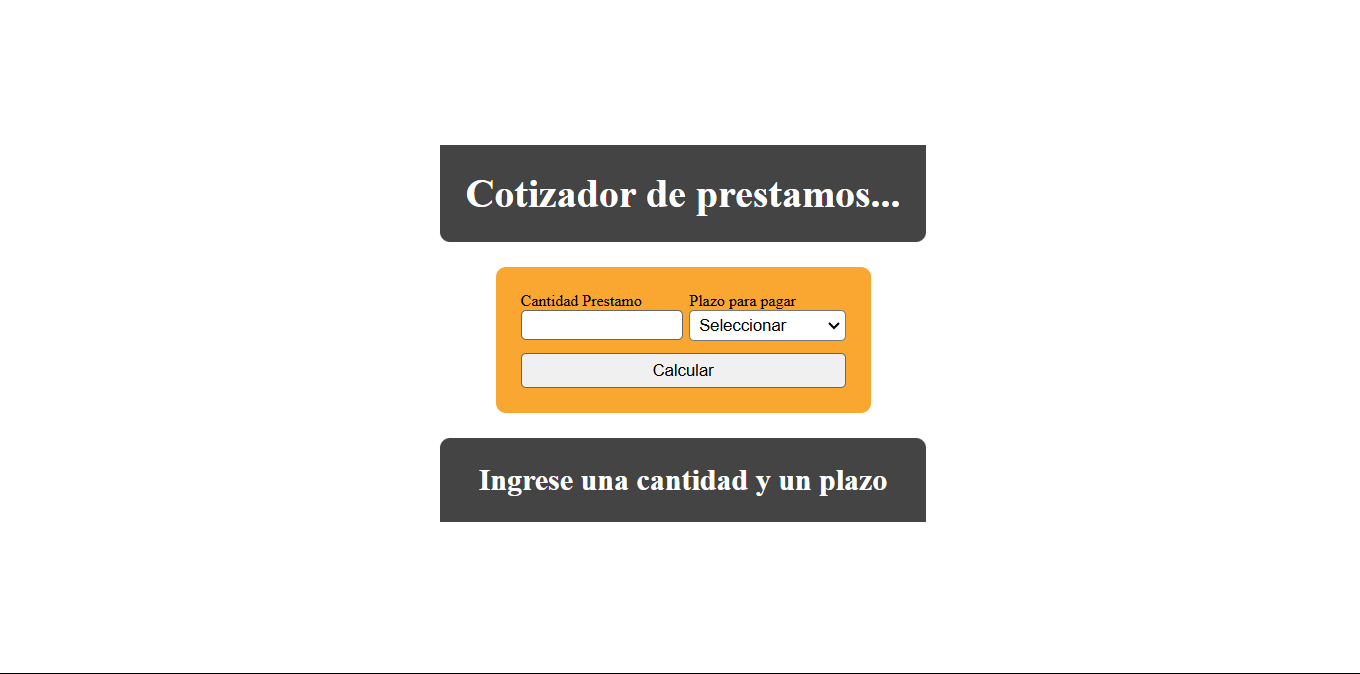 Cotizador de prestamos...
Cantidad Prestamo Plazo para pagar
Seleccionar
Calcular
Ingrese una cantidad y un plazo